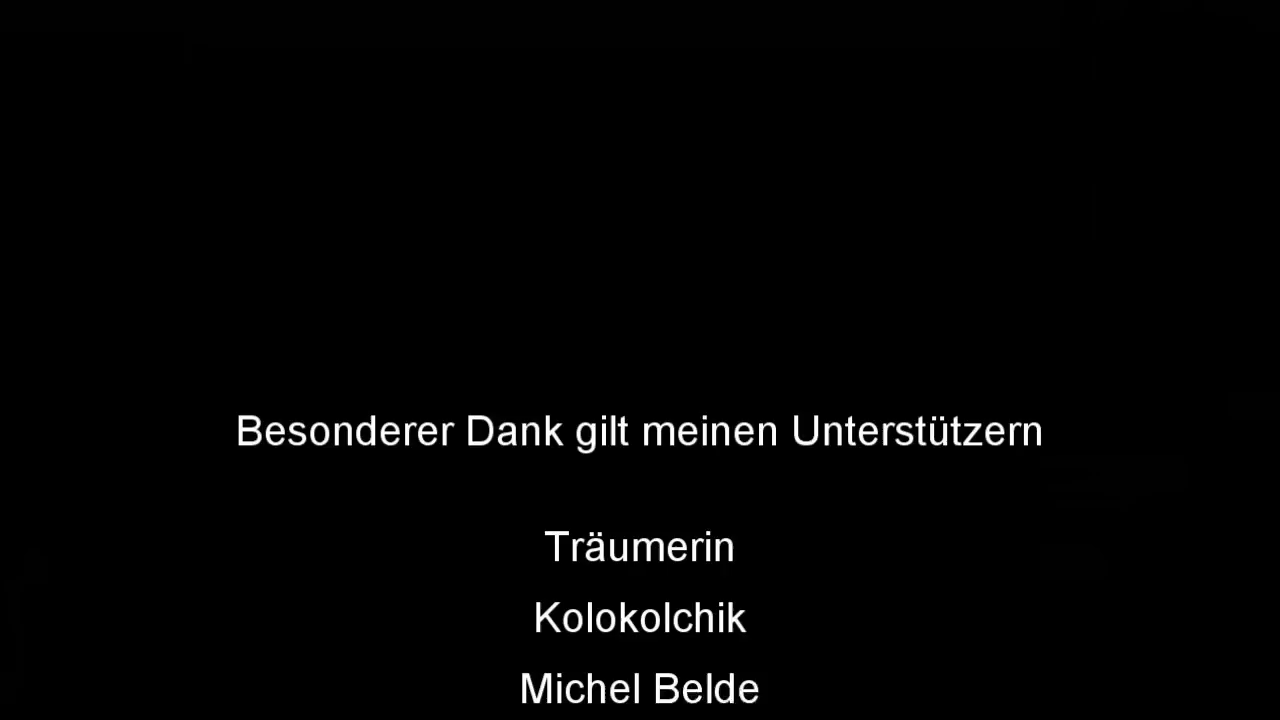 Besonderer Dank gilt meinen Unterstützern
Träumerin
Kolokolchik
Michel Belde